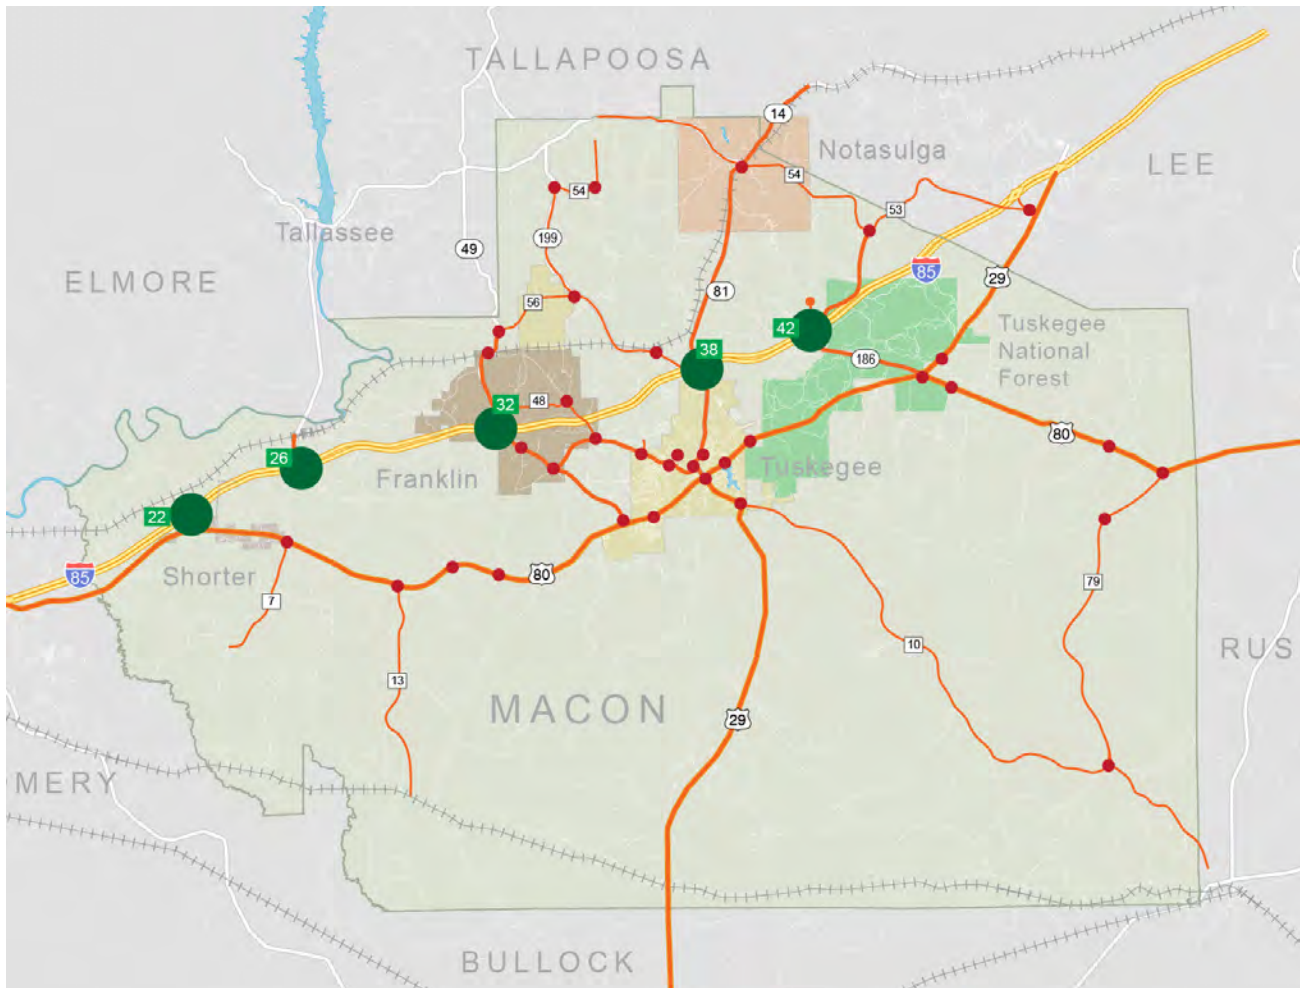 TALLAPOOSA
14
Notasulga
LEE
54
54
53
Tallassee
199
49
ELMORE
85
29
56
81
42
Tuskegee
National
Forest
38
186
32
48
80
26
Franklin
Tuskegee
22
Shorter
85
80
7
79
10
RUS
13
MACON
29
MERY
BULLOCK